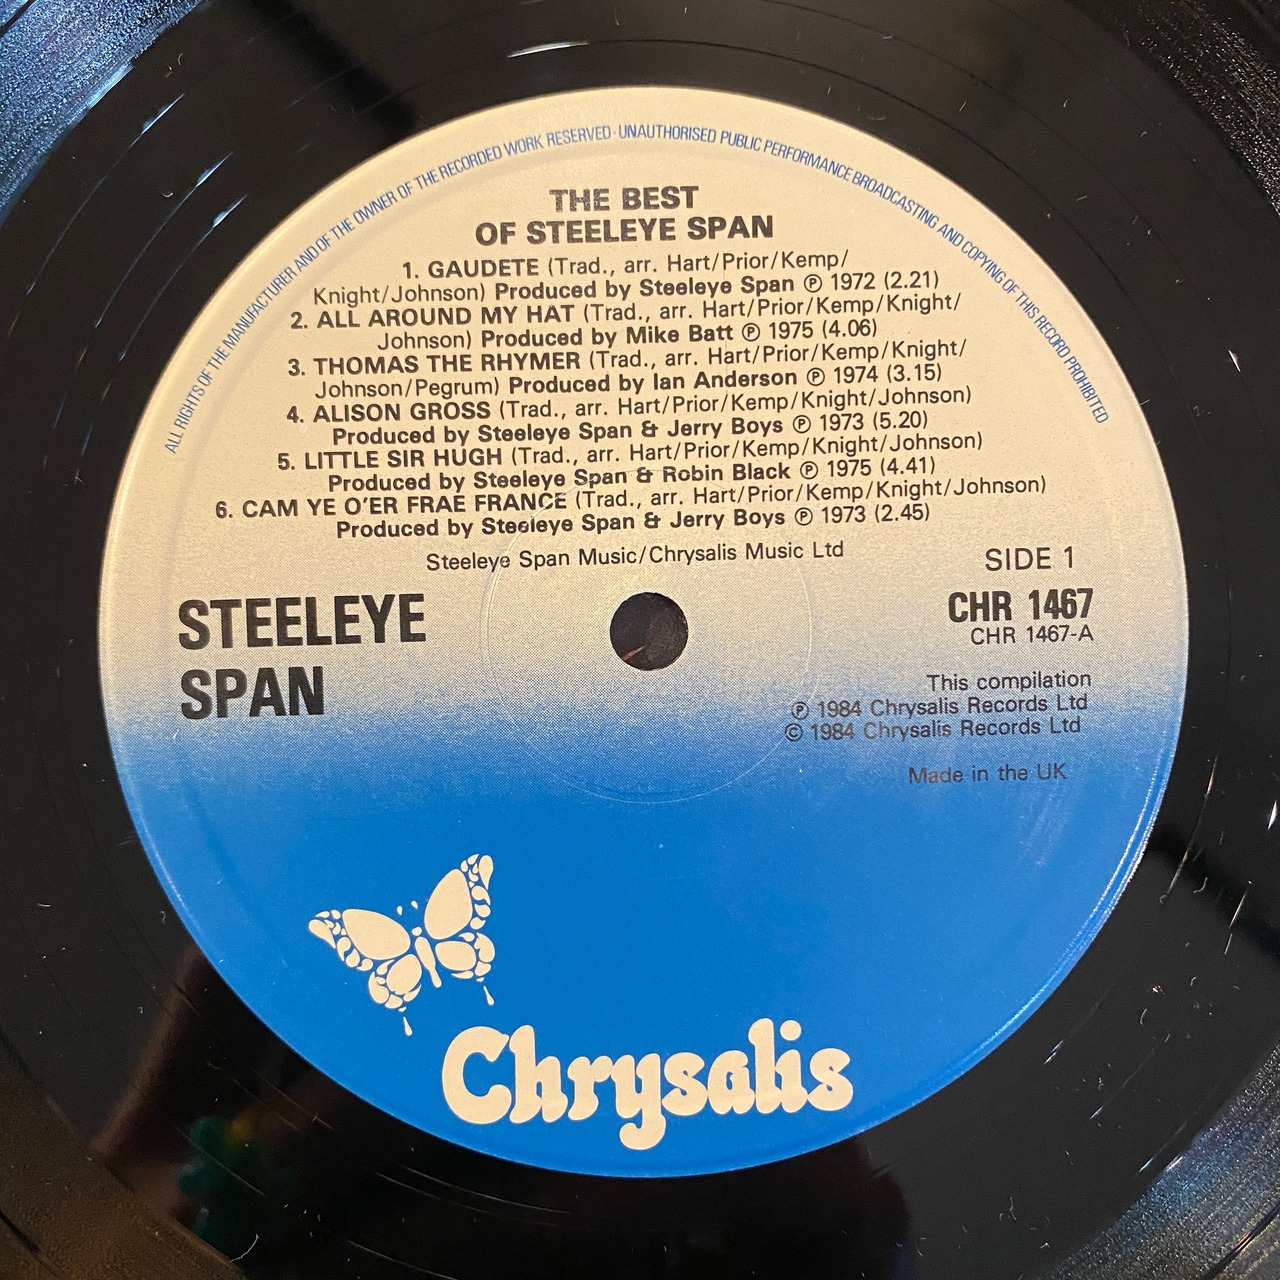 ALL RIGHTS OF THE MANUFACTURER AND OF THE OWNER OF THE RECORDED WORK RESERVED · UNAUTHORISED PUBLIC PERFORMANCE BROADCASTING AND COPYING OF THIS RECORD PROHIBITED
THE BEST
OF STEELEYE SPAN
1. GAUDETE (Trad., arr. Hart/Prior/Kemp/
Knight/Johnson) Produced by Steeleye Span ℗ 1972 (2.21)
2. ALL AROUND MY HAT (Trad., arr. Hart/Prior/Kemp/Knight/
Johnson) Produced by Mike Batt ℗ 1975 (4.06)
3. THOMAS THE RHYMER (Trad., arr. Hart/Prior/Kemp/Knight/
Johnson/Pegrum) Produced by Ian Anderson ℗ 1974 (3.15)
4. ALISON GROSS (Trad., arr. Hart/Prior/Kemp/Knight/Johnson)
Produced by Steeleye Span & Jerry Boys ℗ 1973 (5.20)
5. LITTLE SIR HUGH (Trad., arr. Hart/Prior/Kemp/Knight/Johnson)
Produced by Steeleye Span & Robin Black ℗ 1975 (4.41)
6. CAM YE O'ER FRAE FRANCE (Trad., arr. Hart/Prior/Kemp/Knight/Johnson)
Produced by Steeleye Span & Jerry Boys ℗ 1973 (2.45)
Steeleye Span Music/Chrysalis Music Ltd
SIDE 1
STEELEYE
SPAN
CHR 1467
CHR 1467-A
This compilation
℗ 1984 Chrysalis Records Ltd
© 1984 Chrysalis Records Ltd
Made in the UK
Chrysalis